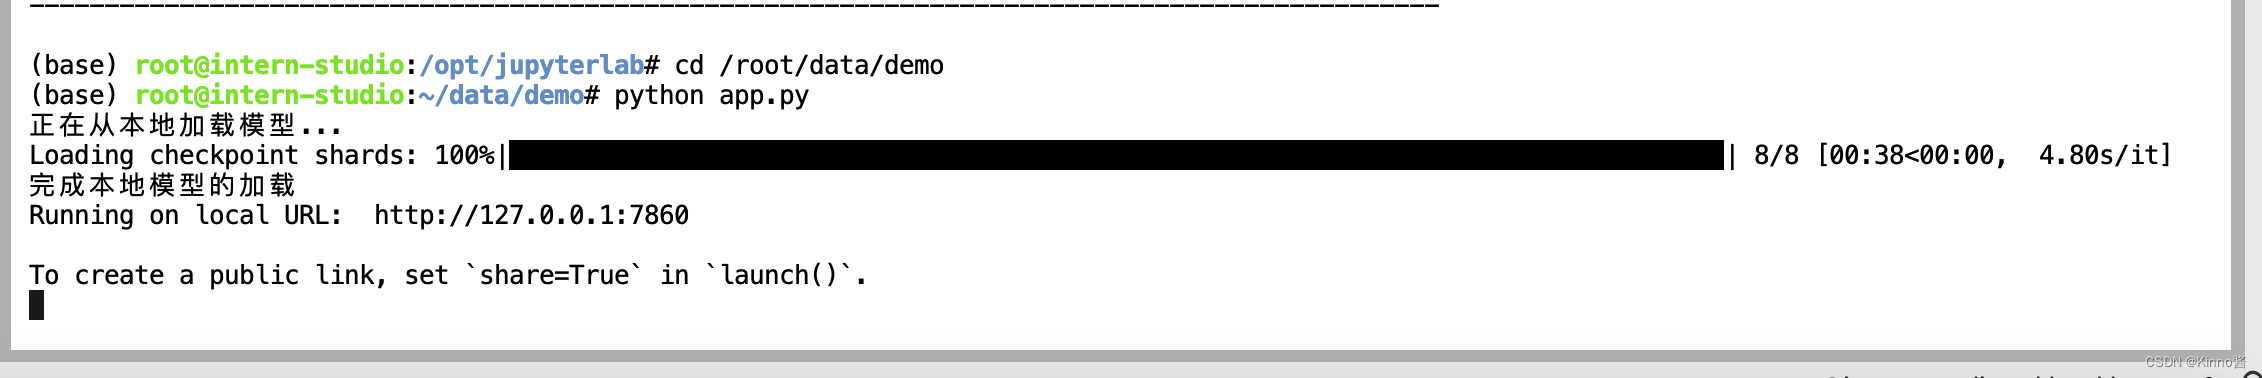 (base) root@intern-studio:/opt/jupyterlab# cd /root/data/demo
(base) root@intern-studio:~/data/demo# python app.py
正在从本地加载模型...
Loading checkpoint shards: 100%|██████████| 8/8 [00:38<00:00,  4.80s/it]
完成本地模型的加载
Running on local URL:  http://127.0.0.1:7860
To create a public link, set `share=True` in `launch()`.
CSDN @Kinno酱